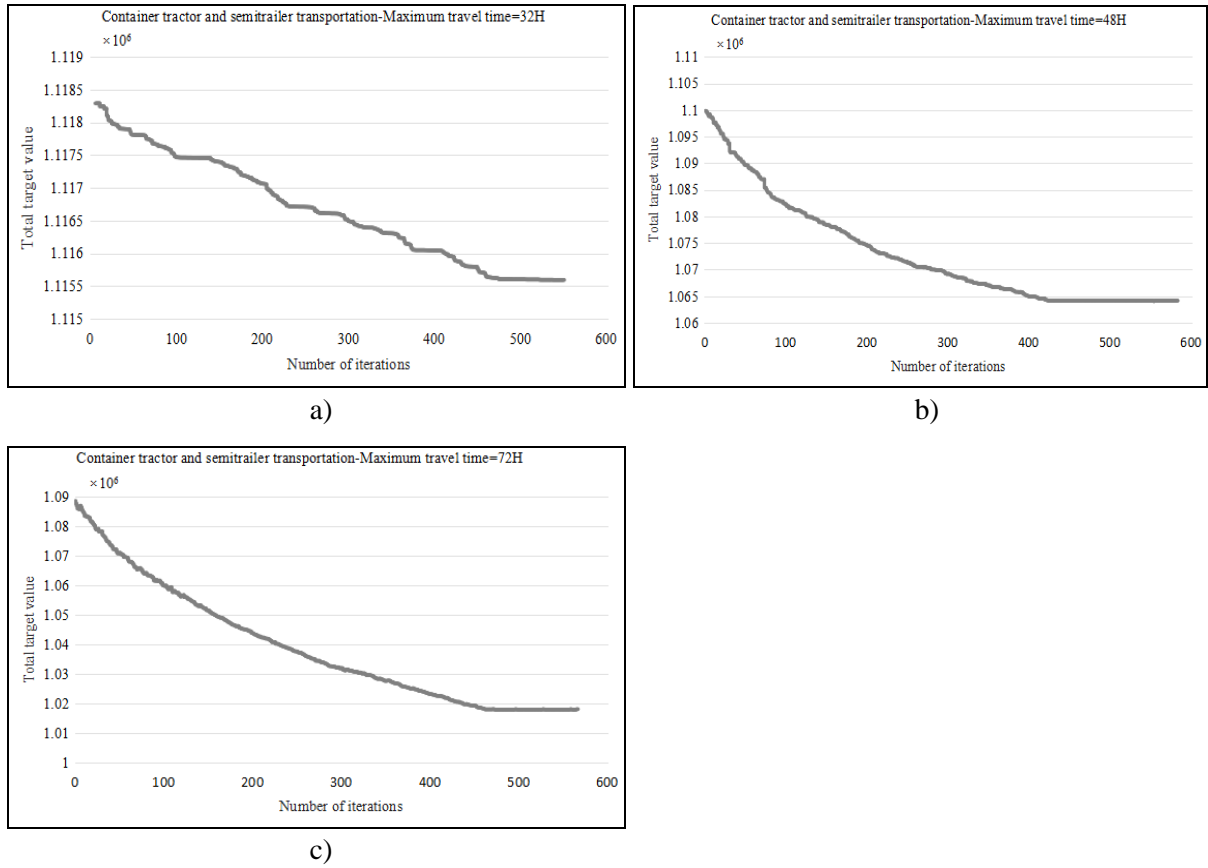 Container tractor and semitrailer transportation-Maximum travel time=32H
×10⁶
1.119
1.1185
1.118
1.1175
1.117
1.1165
1.116
1.1155
1.115
Total target value
0 100 200 300 400 500 600
Number of iterrations
a)
Container tractor and semitrailer transportation-Maximum travel time=48H
×10⁶
1.11
1.105
1.1
1.095
1.09
1.085
1.08
1.075
1.07
1.065
1.06
Total target value
0 100 200 300 400 500 600
Number of iterrations
b)
Container tractor and semitrailer transportation-Maximum travel time=72H
×10⁶
1.09
1.08
1.07
1.06
1.05
1.04
1.03
1.02
1.01
1
Total target value
0 100 200 300 400 500 600
Number of iterrations
c)